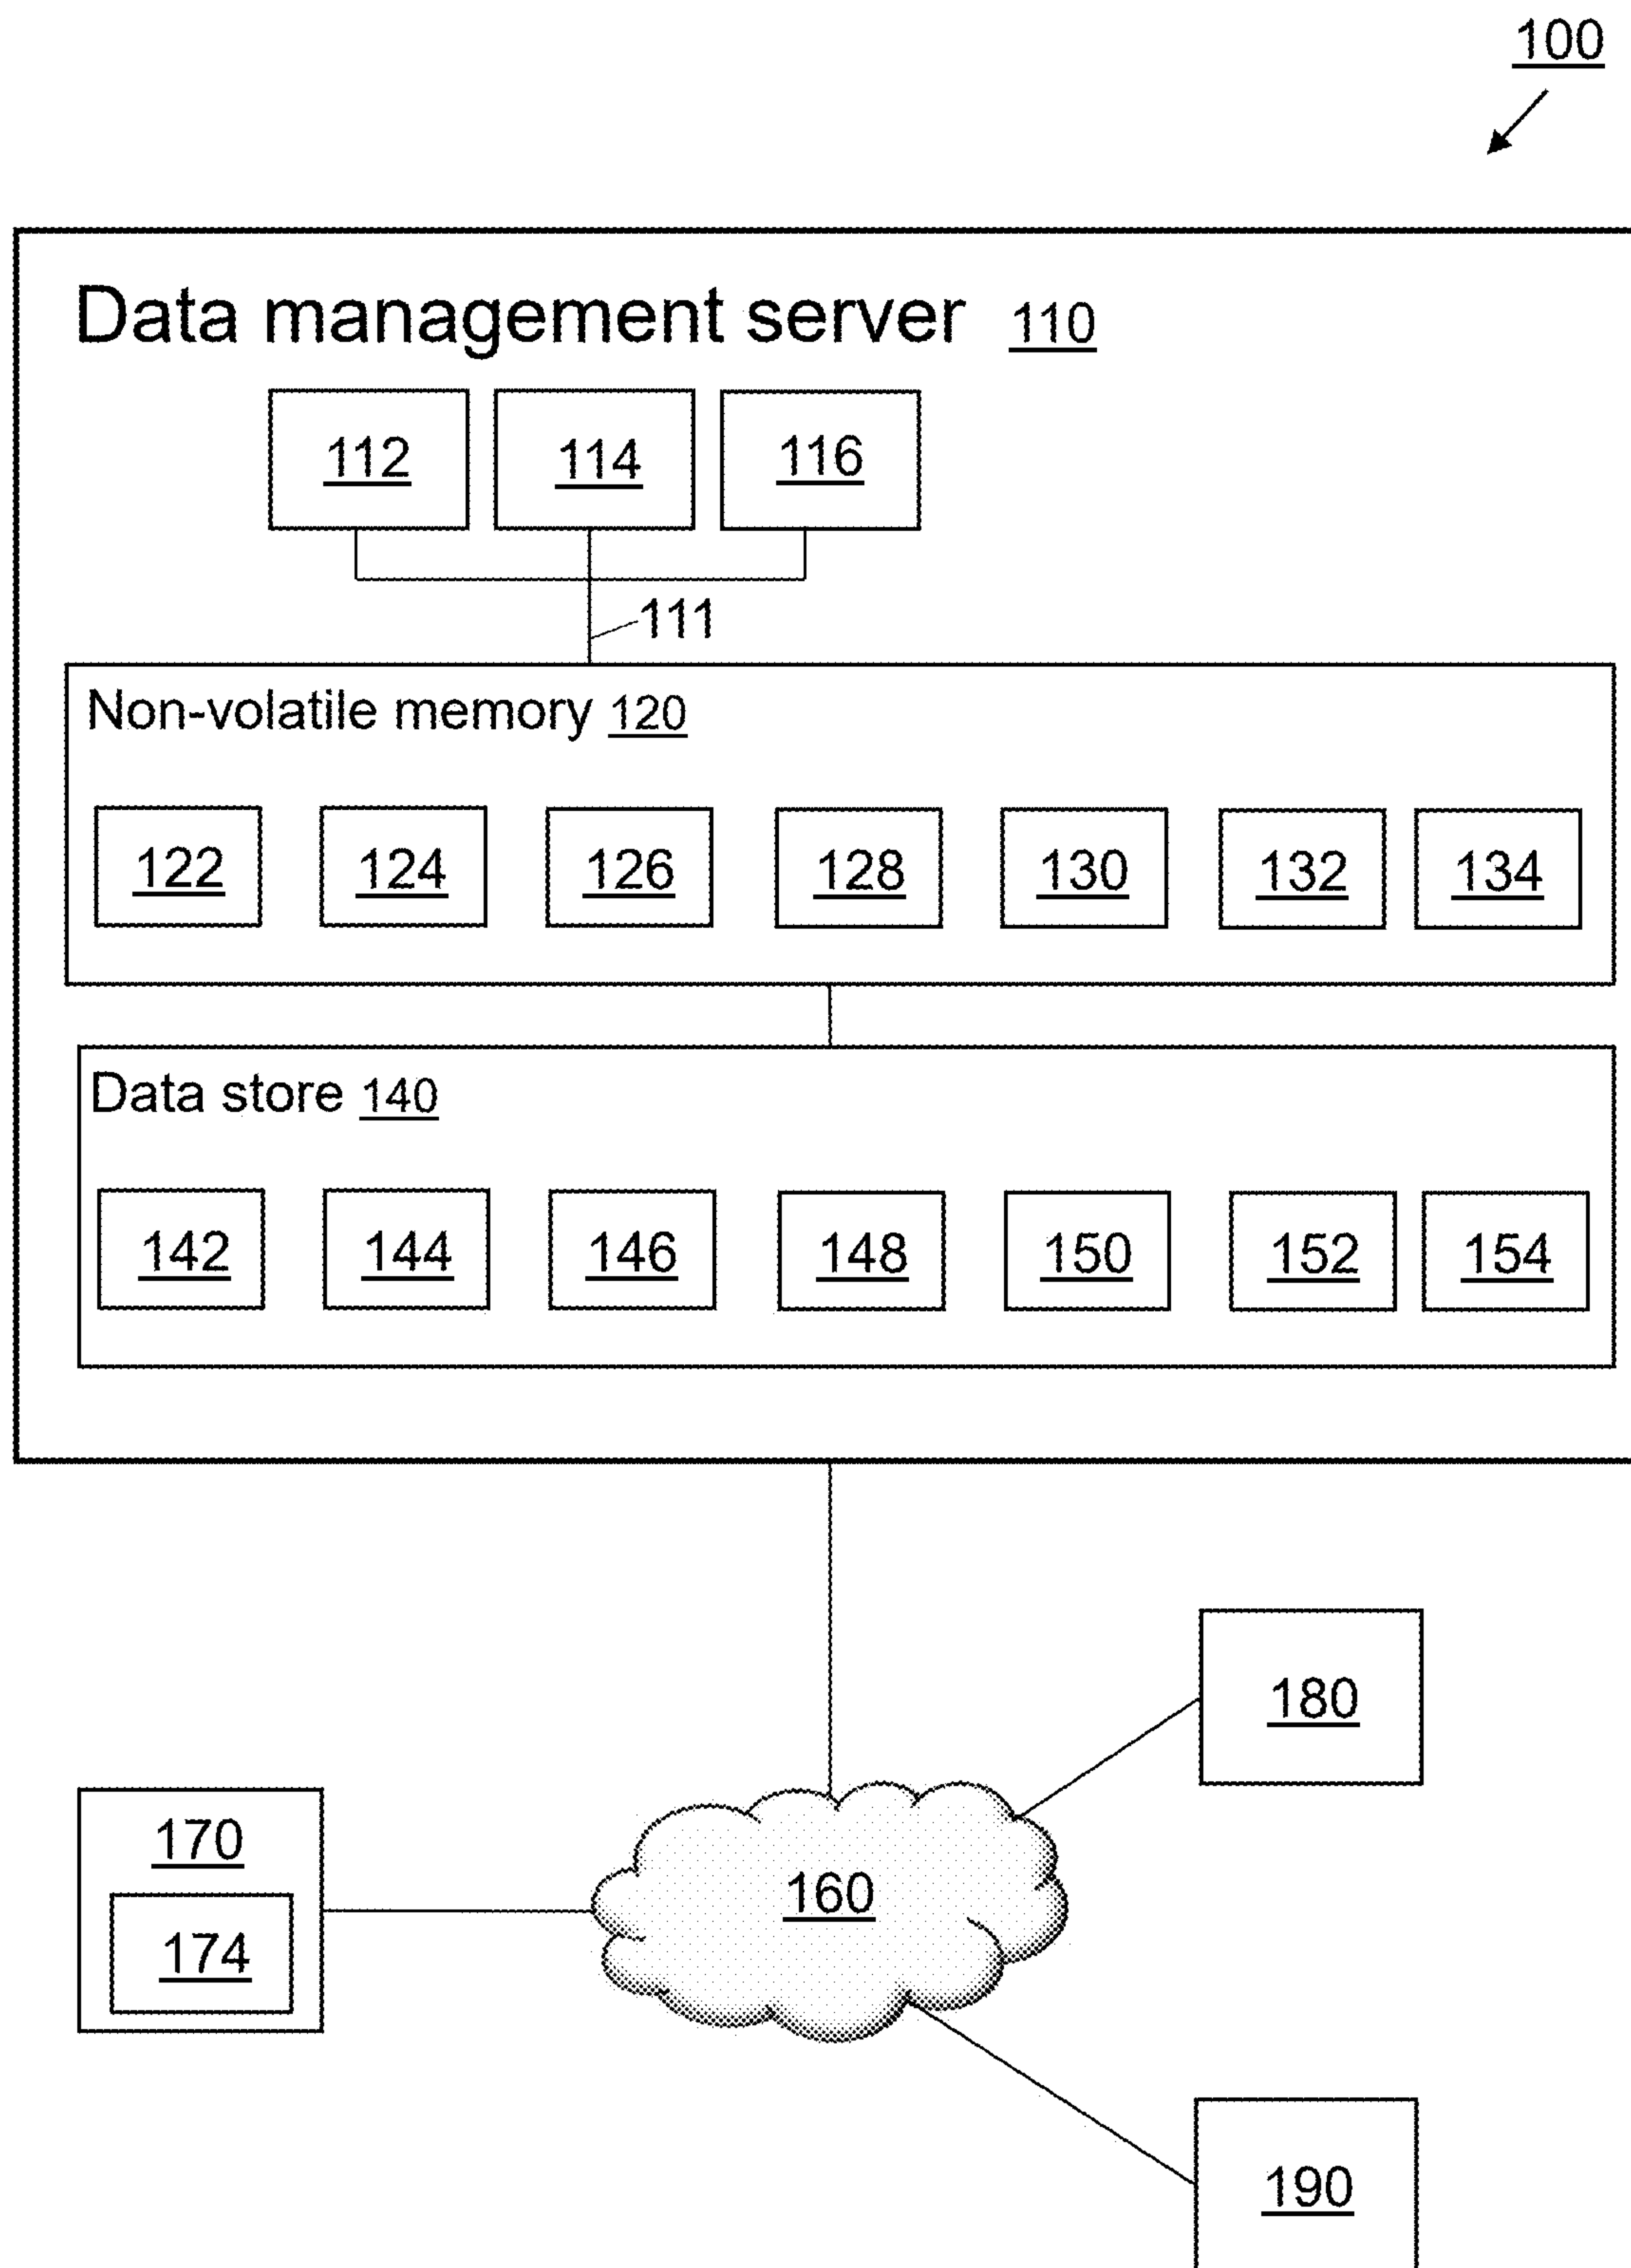 100
Data management server 110
112 114 116
111
Non-volatile memory 120
122 124 126 128 130 132 134
Data store 140
142 144 146 148 150 152 154
180
170
160
174
190